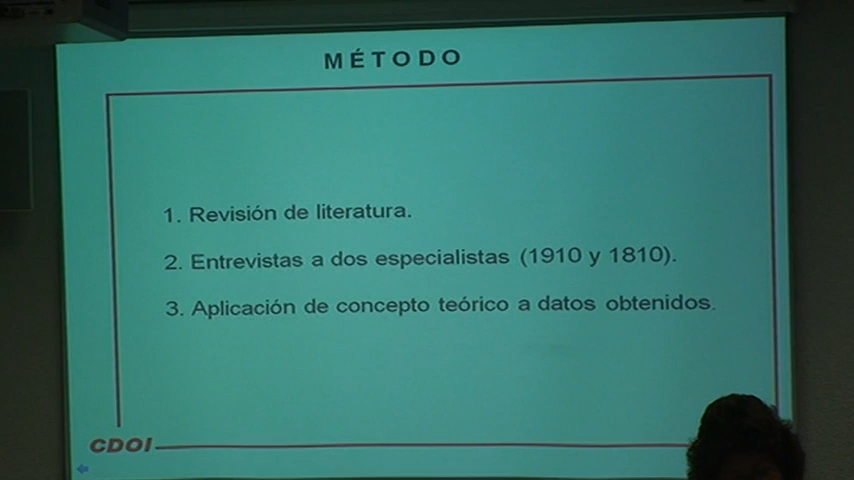 MÉTODO
1. Revisión de literatura.
2. Entrevistas a dos especialistas (1910 y 1810).
3. Aplicación de concepto teórico a datos obtenidos.
CDOI